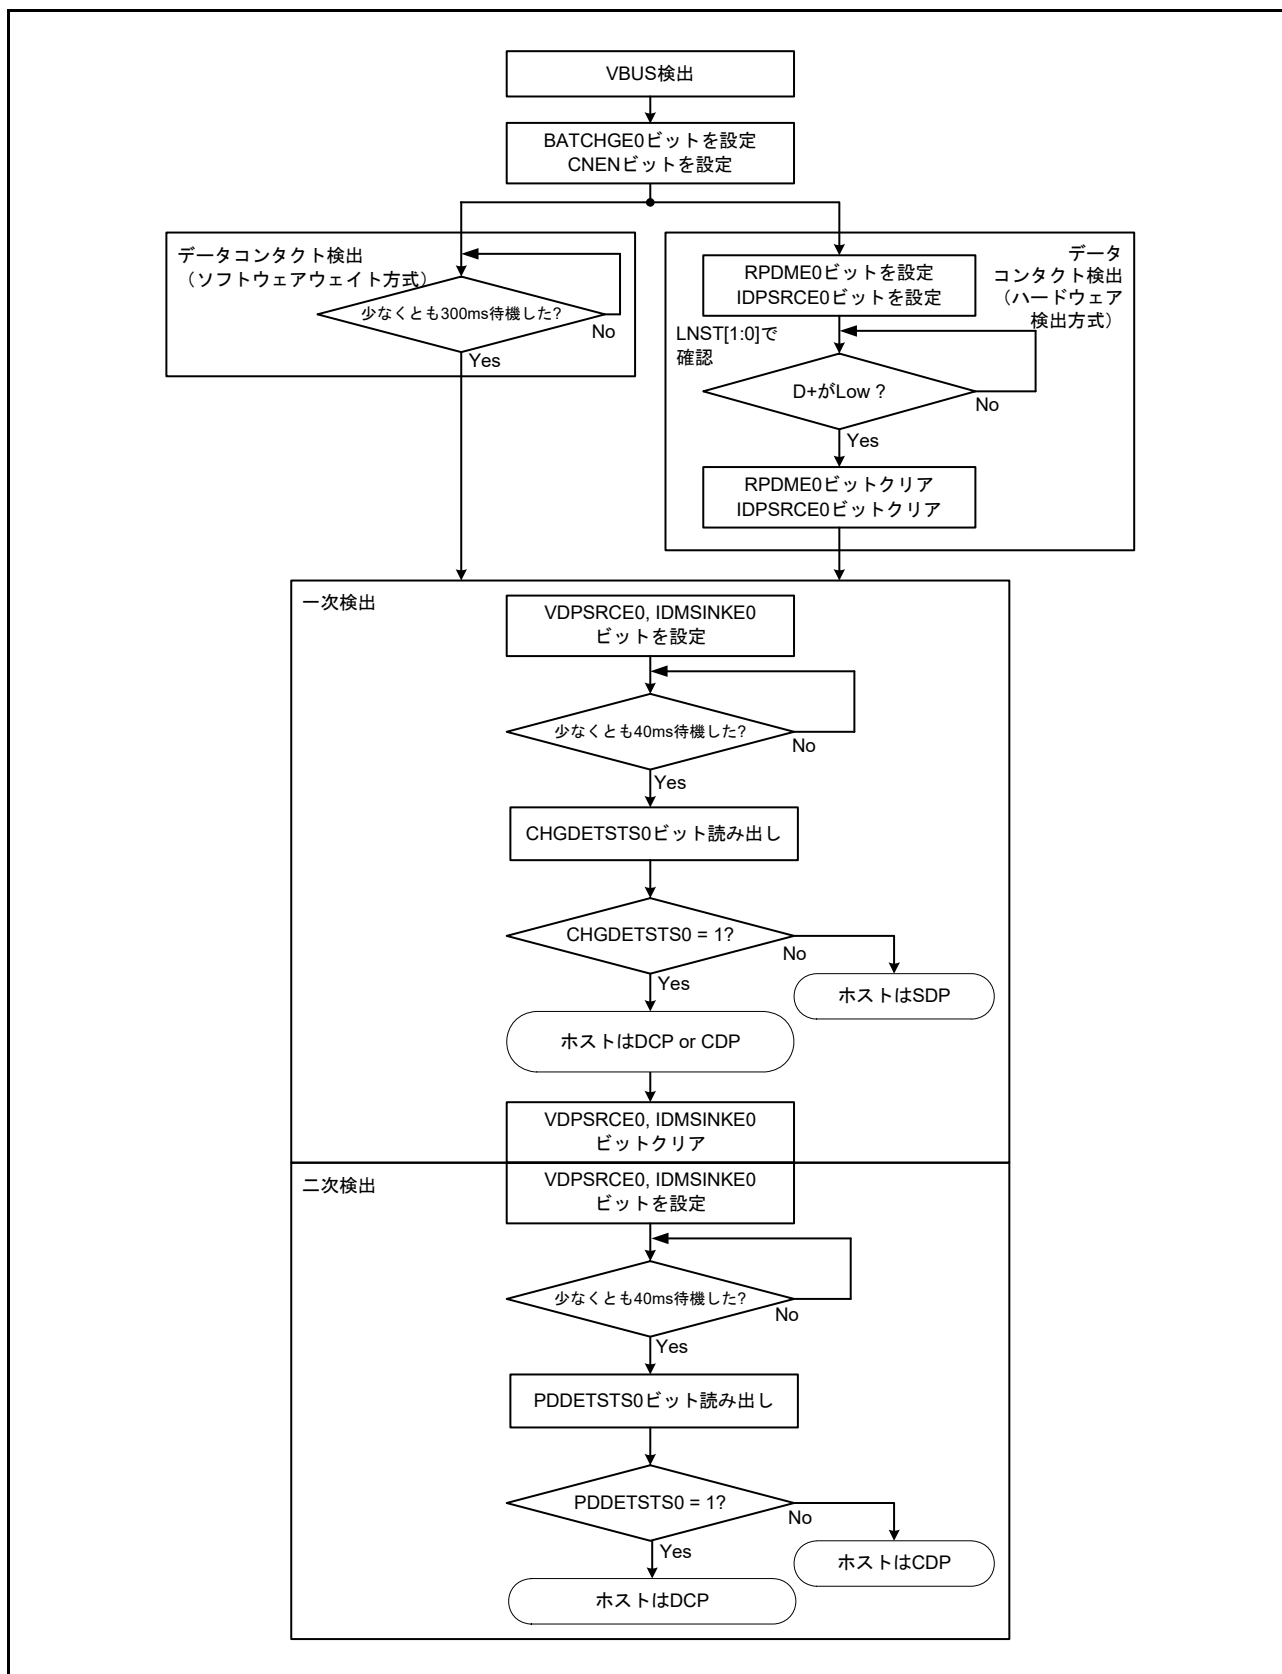 VBUS検出
BATCHGE0ビットを設定
CNENビットを設定
データコンタクト検出
（ソフトウェアウェイト方式）
少なくとも300ms待機した?
No
Yes
データ
コンタクト検出
（ハードウェア
検出方式）
RPDME0ビットを設定
IDPSRCE0ビットを設定
LNST[1:0]で
確認
D+がLow ?
No
Yes
RPDME0ビットクリア
IDPSRCE0ビットクリア
一次検出
VDPSRCE0, IDMSINKE0
ビットを設定
少なくとも40ms待機した?
No
Yes
CHGDETSTS0ビット読み出し
CHGDETSTS0 = 1?
No
Yes
ホストはSDP
ホストはDCP or CDP
VDPSRCE0, IDMSINKE0
ビットクリア
二次検出
VDPSRCE0, IDMSINKE0
ビットを設定
少なくとも40ms待機した?
No
Yes
PDDETSTS0ビット読み出し
PDDETSTS0 = 1?
No
Yes
ホストはCDP
ホストはDCP